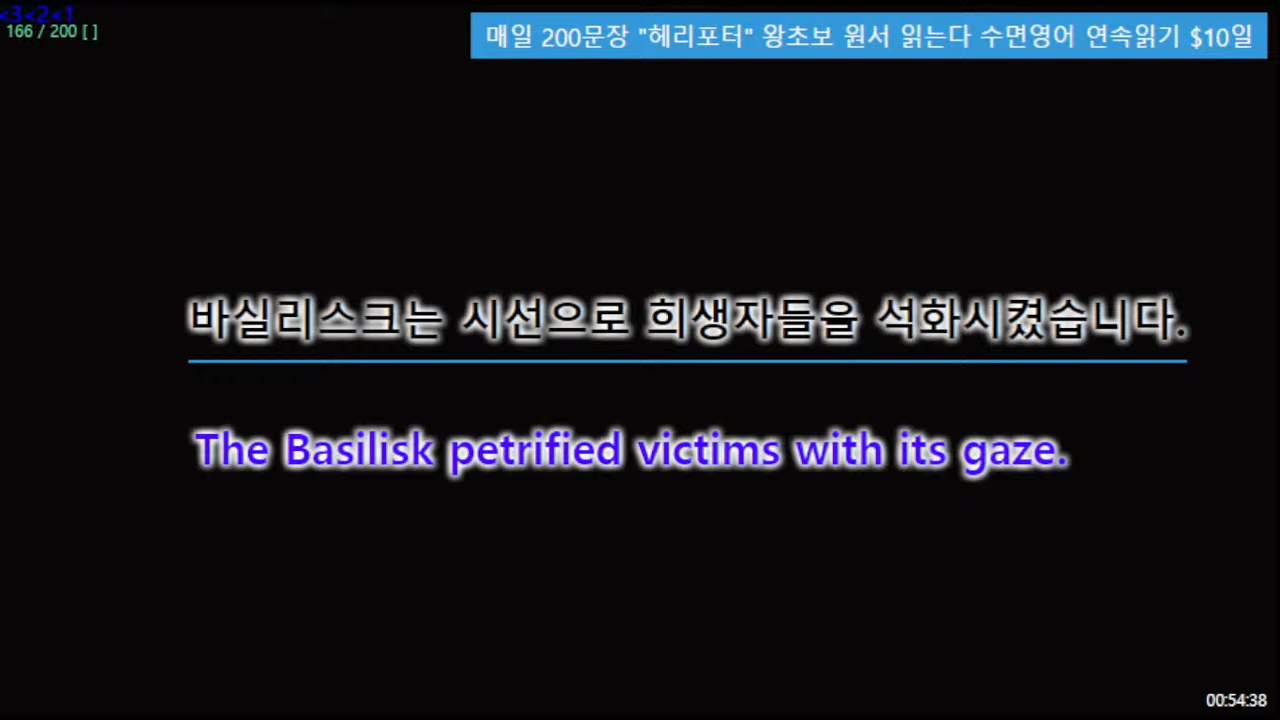 <3<2<1
166 / 200 [ ]
매일 200문장 "헤리포터" 왕초보 원서 읽는다 수면영어 연속읽기 $10일
바실리스크는 시선으로 희생자들을 석화시켰습니다.
The Basilisk petrified victims with its gaze.
00:54:38